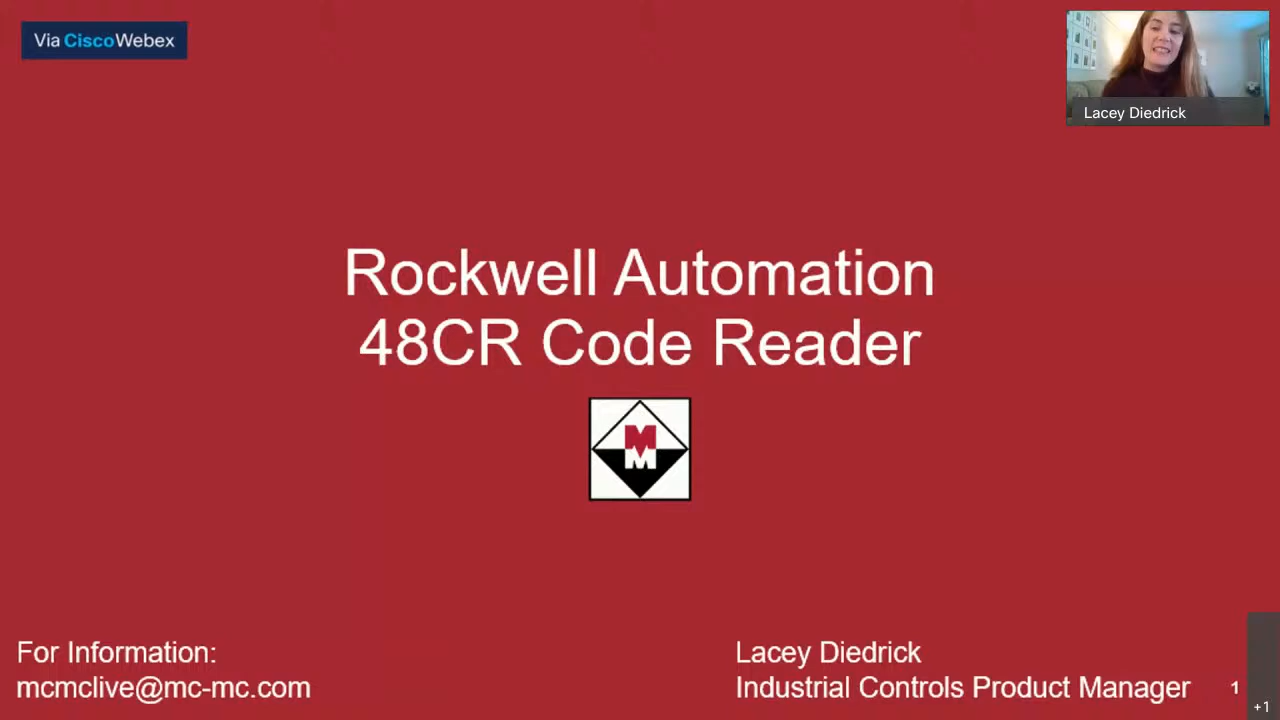 Via CiscoWebex
Lacey Diedrick
Rockwell Automation
48CR Code Reader
M
M
For Information:
mcmclive@mc-mc.com
Lacey Diedrick
Industrial Controls Product Manager
1
+1